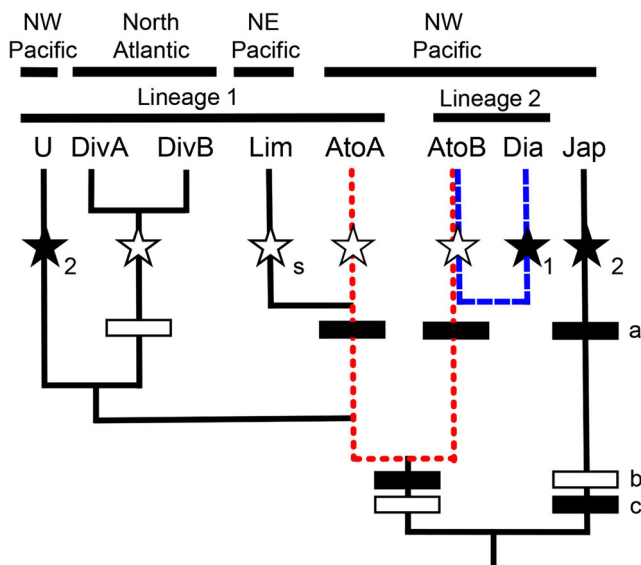 NW Pacific
North Atlantic
NE Pacific
NW Pacific
Lineage 1
Lineage 2
U DivA DivB Lim AtoA AtoB Dia Jap
2
s
1
2
a
b
c